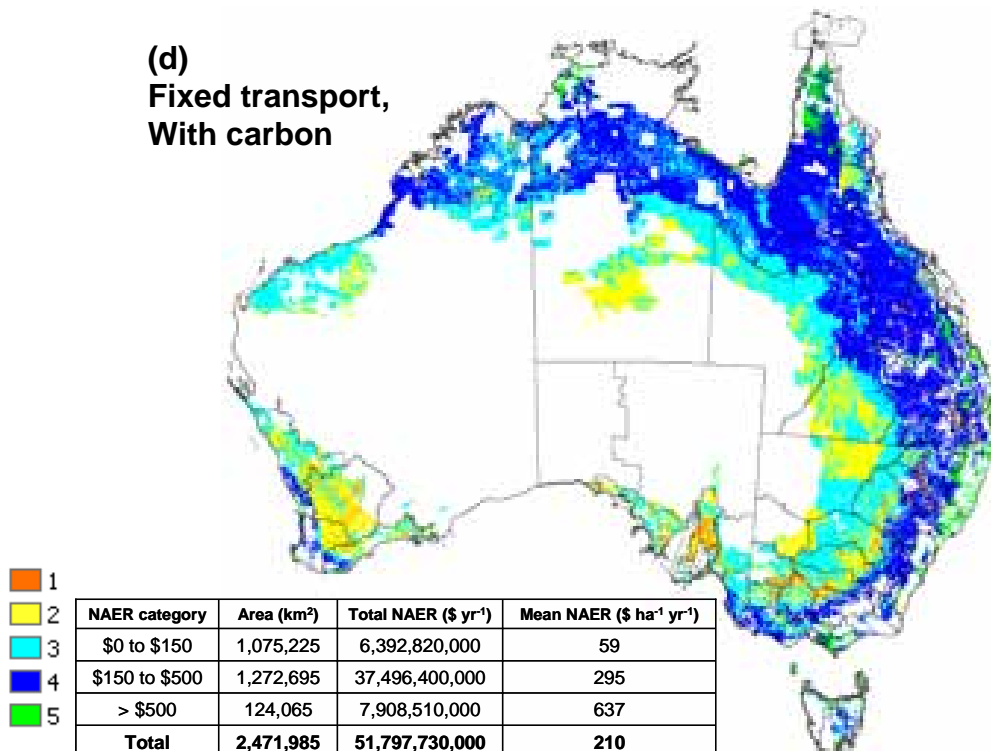 (d)
Fixed transport,
With carbon
1
2
3
4
5
NAER category Area (km²) Total NAER ($ yr⁻¹) Mean NAER ($ ha⁻¹ yr⁻¹)
$0 to $150 1,075,225 6,392,820,000 59
$150 to $500 1,272,695 37,496,400,000 295
> $500 124,065 7,908,510,000 637
Total 2,471,985 51,797,730,000 210